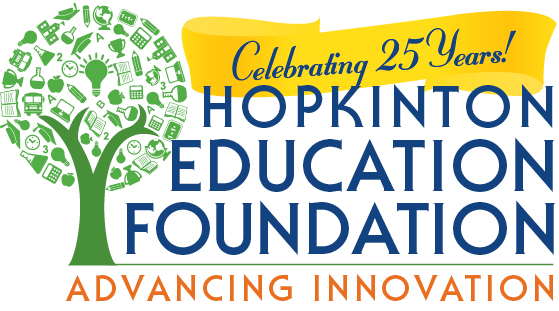 Celebrating 25 Years!
HOPKINTON
EDUCATION
FOUNDATION
ADVANCING INNOVATION